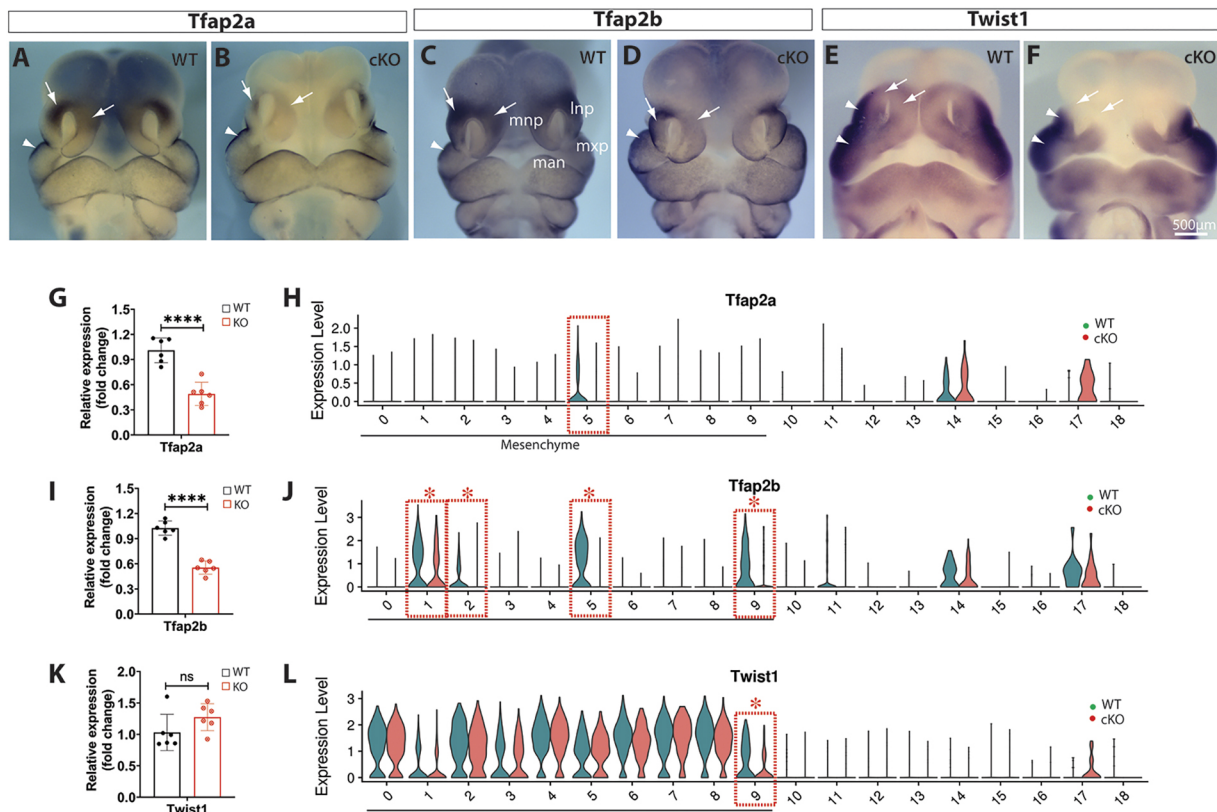 Tfap2a Tfap2b Twist1
A WT B cKO C WT D cKO E WT F cKO
lnp
mnp
mxp
man
500μm
G H Tfap2a
1.5 **** WT
KO
1.2
0.9
0.6
0.3
0.0
Relative expression
(fold change)
Tfap2a
Expression Level
2.0
1.5
1.0
0.5
0.0
WT
cKO
0 1 2 3 4 5 6 7 8 9 10 11 12 13 14 15 16 17 18
Mesenchyme
I J Tfap2b
1.5 **** WT
KO
1.2
0.9
0.6
0.3
0.0
Relative expression
(fold change)
Tfap2b
Expression Level
* * * *
3
2
1
0
WT
cKO
0 1 2 3 4 5 6 7 8 9 10 11 12 13 14 15 16 17 18
K L Twist1
2.0 ns WT
KO
1.5
1.0
0.5
0.0
Relative expression
(fold change)
Twist1
Expression Level
*
3
2
1
0
WT
cKO
0 1 2 3 4 5 6 7 8 9 10 11 12 13 14 15 16 17 18